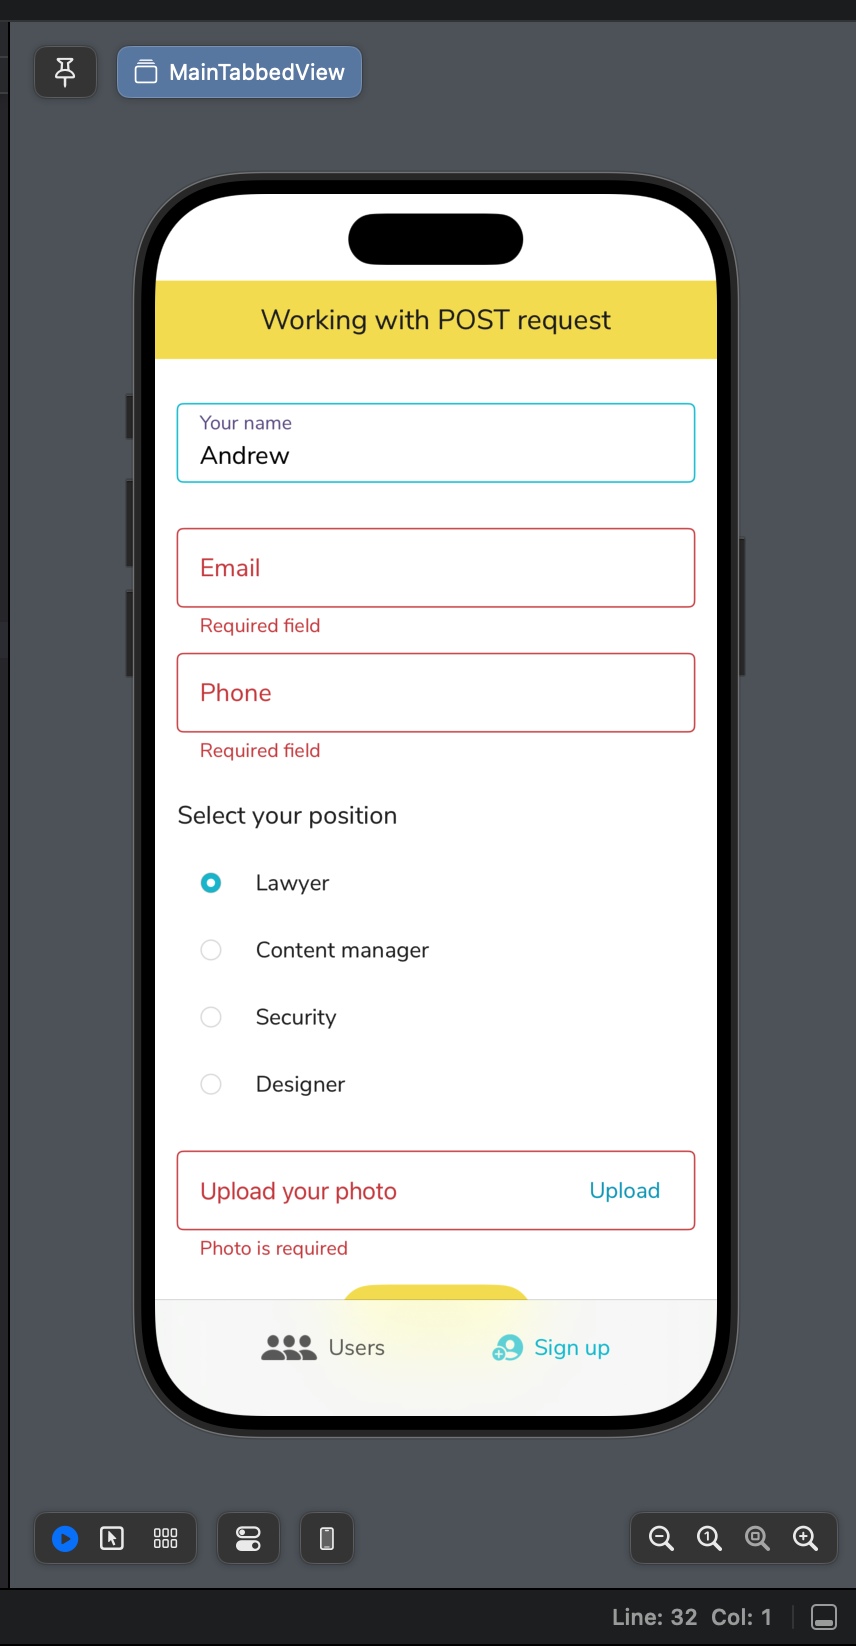 MainTabbedView
Working with POST request
Your name
Andrew
Email
Required field
Phone
Required field
Select your position
Lawyer
Content manager
Security
Designer
Upload your photo Upload
Photo is required
Users Sign up
1
Line: 32 Col: 1